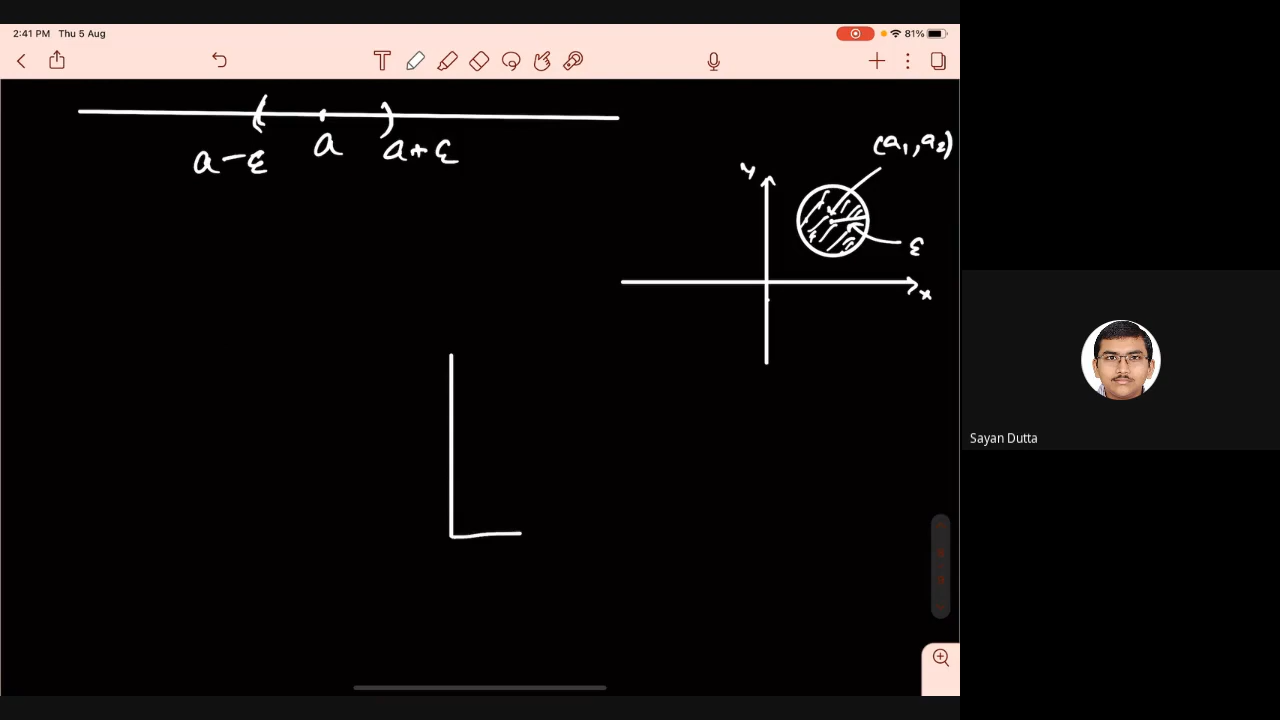 2:41 PM Thu 5 Aug
81%
T
a
a-ε
a+ε
(a₁, a₂)
y
ε
x
Sayan Dutta